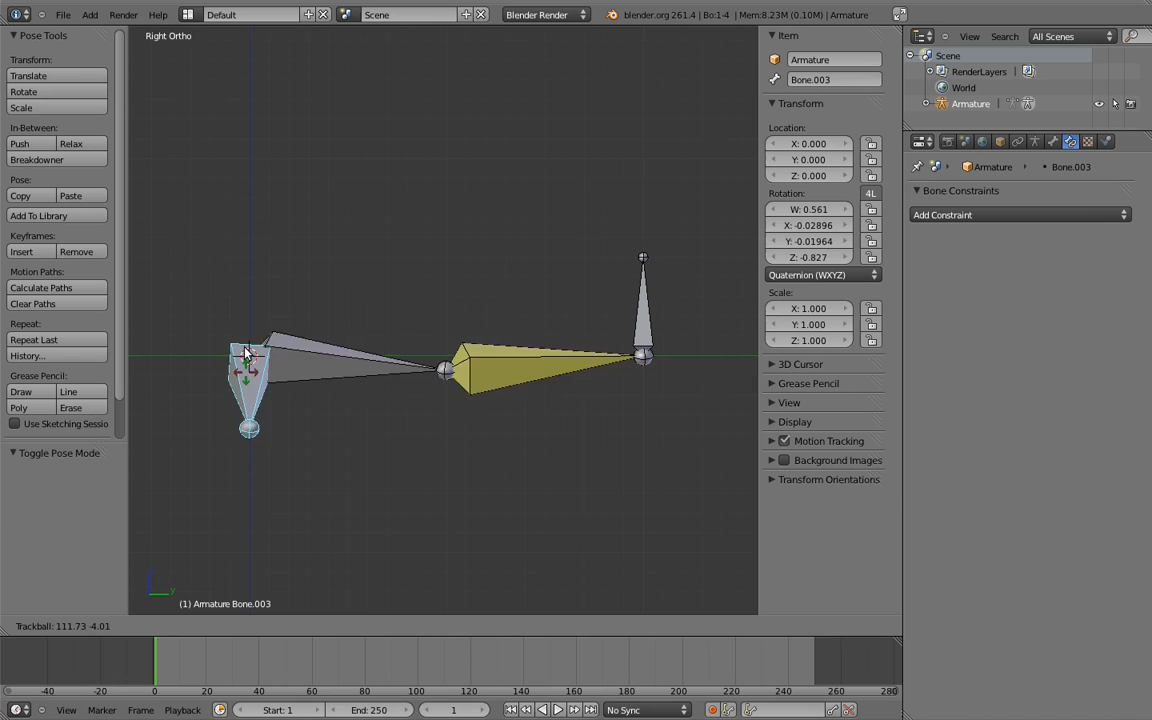 File Add Render Help Default Scene Blender Render blender.org 261.4 | Bo:1-4 | Mem:8.23M (0.10M) | Armature
Pose Tools
Transform:
Translate
Rotate
Scale
In-Between:
Push Relax
Breakdowner
Pose:
Copy Paste
Add To Library
Keyframes:
Insert Remove
Motion Paths:
Calculate Paths
Clear Paths
Repeat:
Repeat Last
History...
Grease Pencil:
Draw Line
Poly Erase
Use Sketching Sessio
Toggle Pose Mode
Right Ortho
y
(1) Armature Bone.003
Item
Armature
Bone.003
Transform
Location:
X: 0.000
Y: 0.000
Z: 0.000
Rotation:
4L
W: 0.561
X: -0.02896
Y: -0.01964
Z: -0.827
Quaternion (WXYZ)
Scale:
X: 1.000
Y: 1.000
Z: 1.000
3D Cursor
Grease Pencil
View
Display
Motion Tracking
Background Images
Transform Orientations
View Search All Scenes
Scene
RenderLayers |
World
Armature |
Armature Bone.003
Bone Constraints
Add Constraint
Trackball: 111.73 -4.01
-40 -20 0 20 40 60 80 100 120 140 160 180 200 220 240 260 280
View Marker Frame Playback Start: 1 End: 250 1 No Sync